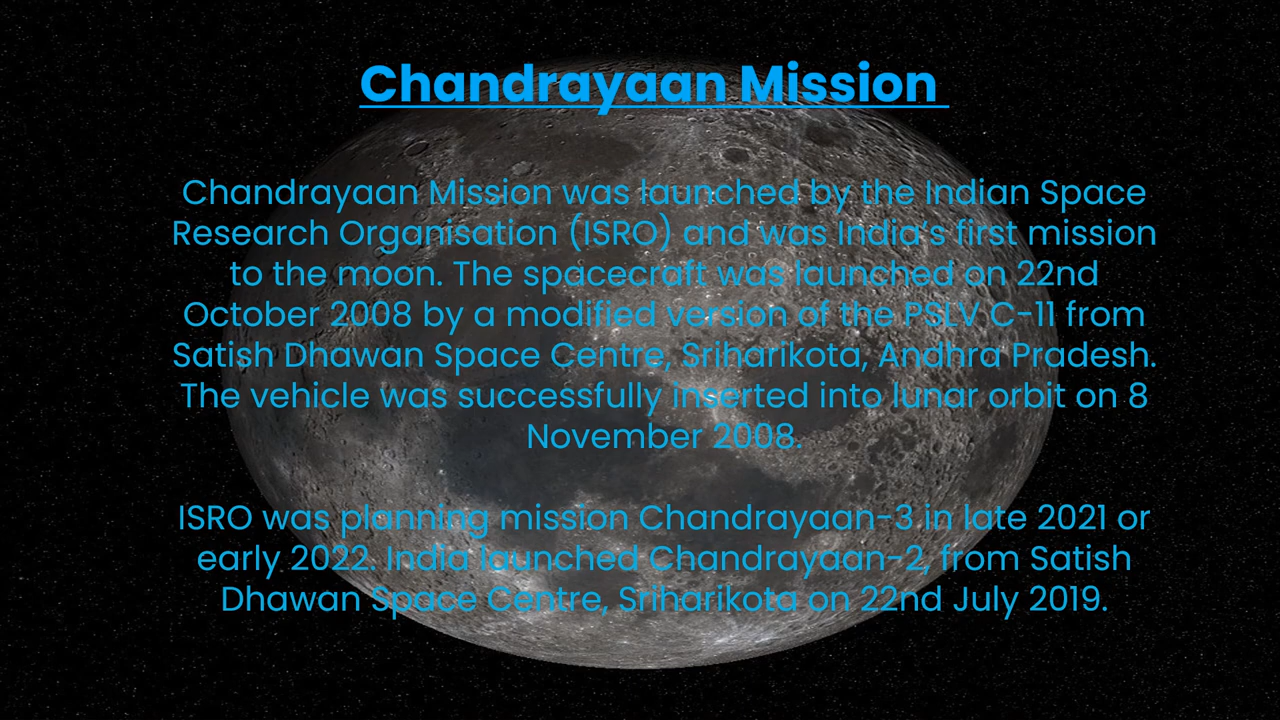 Chandrayaan Mission
Chandrayaan Mission was launched by the Indian Space
Research Organisation (ISRO) and was India's first mission
to the moon. The spacecraft was launched on 22nd
October 2008 by a modified version of the PSLV C-11 from
Satish Dhawan Space Centre, Sriharikota, Andhra Pradesh.
The vehicle was successfully inserted into lunar orbit on 8
November 2008.
ISRO was planning mission Chandrayaan-3 in late 2021 or
early 2022. India launched Chandrayaan-2, from Satish
Dhawan Space Centre, Sriharikota on 22nd July 2019.